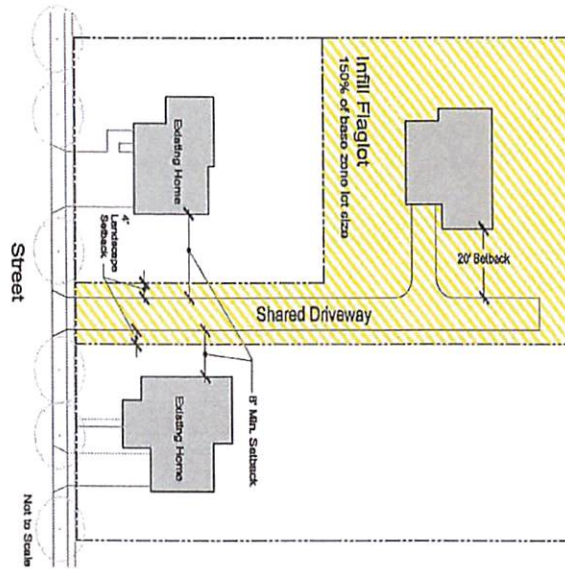 Infill Flaglot
150% of base zone lot size
Existing Home
20' Setback
4'
Landscape
Setback
Street
Shared Driveway
8' Min. Setback
Existing Home
Not to Scale